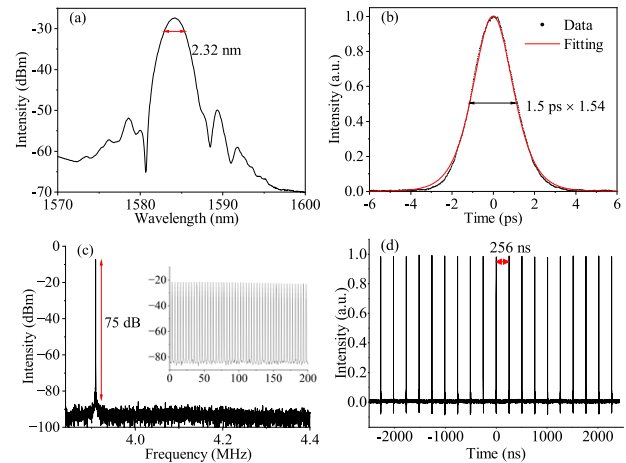 (a)
2.32 nm
Intensity (dBm)
-30
-40
-50
-60
-70
1570 1580 1590 1600
Wavelength (nm)
(b)
Data
Fitting
1.5 ps × 1.54
Intensity (a.u.)
1.0
0.8
0.6
0.4
0.2
0.0
-6 -4 -2 0 2 4 6
Time (ps)
(c)
75 dB
Intensity (dBm)
0
-20
-40
-60
-80
-100
4.0 4.2 4.4
Frequency (MHz)
-20
-40
-60
-80
0 50 100 150 200
(d)
256 ns
Intensity (a.u.)
1.0
0.8
0.6
0.4
0.2
0.0
-2000 -1000 0 1000 2000
Time (ns)